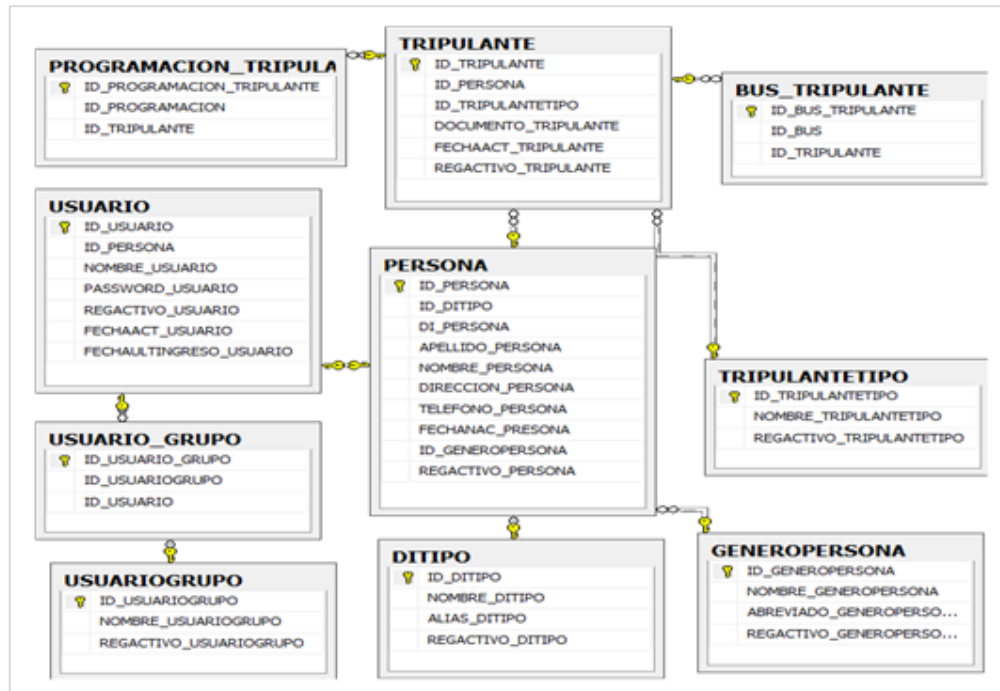 PROGRAMACION_TRIPULA
ID_PROGRAMACION_TRIPULANTE
ID_PROGRAMACION
ID_TRIPULANTE
TRIPULANTE
ID_TRIPULANTE
ID_PERSONA
ID_TRIPULANTETIPO
DOCUMENTO_TRIPULANTE
FECHAACT_TRIPULANTE
REGACTIVO_TRIPULANTE
BUS_TRIPULANTE
ID_BUS_TRIPULANTE
ID_BUS
ID_TRIPULANTE
USUARIO
ID_USUARIO
ID_PERSONA
NOMBRE_USUARIO
PASSWORD_USUARIO
REGACTIVO_USUARIO
FECHAACT_USUARIO
FECHAULTINGRESO_USUARIO
PERSONA
ID_PERSONA
ID_DITIPO
DI_PERSONA
APELLIDO_PERSONA
NOMBRE_PERSONA
DIRECCION_PERSONA
TELEFONO_PERSONA
FECHANAC_PRESONA
ID_GENEROPERSONA
REGACTIVO_PERSONA
TRIPULANTETIPO
ID_TRIPULANTETIPO
NOMBRE_TRIPULANTETIPO
REGACTIVO_TRIPULANTETIPO
USUARIO_GRUPO
ID_USUARIO_GRUPO
ID_USUARIOGRUPO
ID_USUARIO
USUARIOGRUPO
ID_USUARIOGRUPO
NOMBRE_USUARIOGRUPO
REGACTIVO_USUARIOGRUPO
DITIPO
ID_DITIPO
NOMBRE_DITIPO
ALIAS_DITIPO
REGACTIVO_DITIPO
GENEROPERSONA
ID_GENEROPERSONA
NOMBRE_GENEROPERSONA
ABREVIADO_GENEROPERSO...
REGACTIVO_GENEROPERSO...